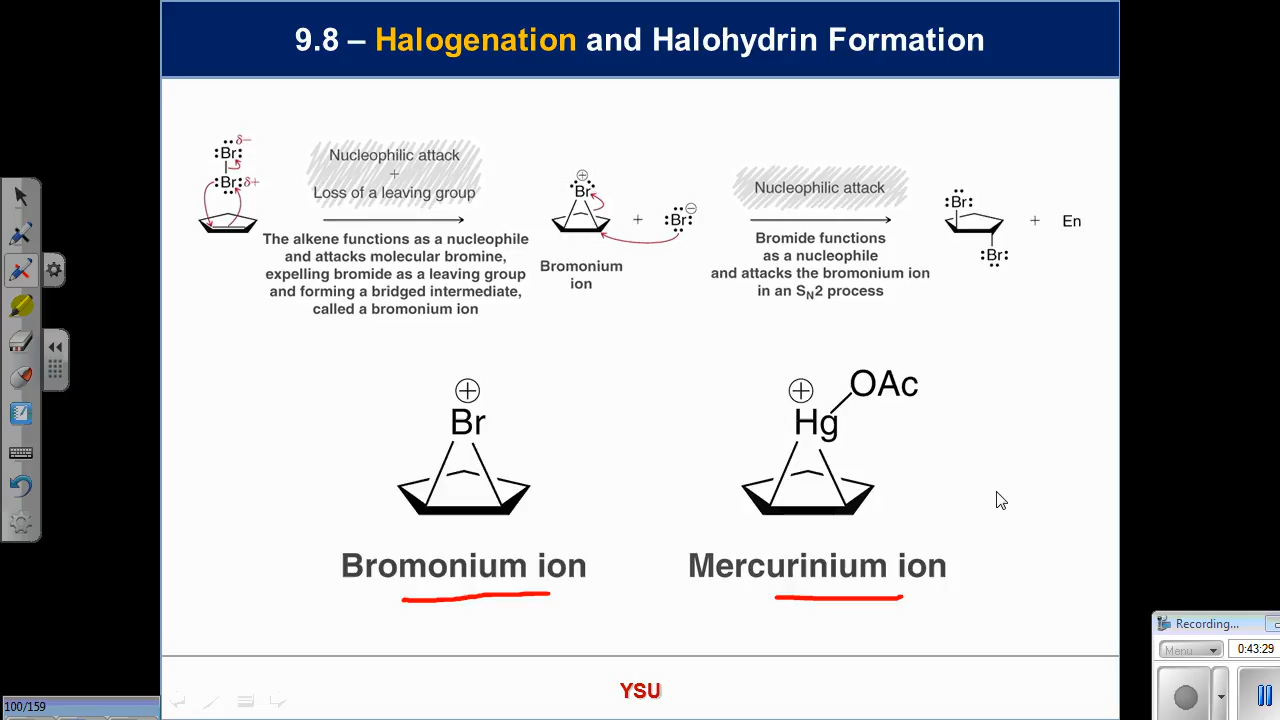 9.8 – Halogenation and Halohydrin Formation
Br δ−
Br δ+
Nucleophilic attack
+
Loss of a leaving group
The alkene functions as a nucleophile
and attacks molecular bromine,
expelling bromide as a leaving group
and forming a bridged intermediate,
called a bromonium ion
⊕
Br
Bromonium
ion
+
Br ⊖
Nucleophilic attack
Bromide functions
as a nucleophile
and attacks the bromonium ion
in an SN2 process
Br
Br
+ En
⊕
Br
Bromonium ion
⊕
Hg OAc
Mercurinium ion
YSU
100/159
Recording...
Menu
0:43:29